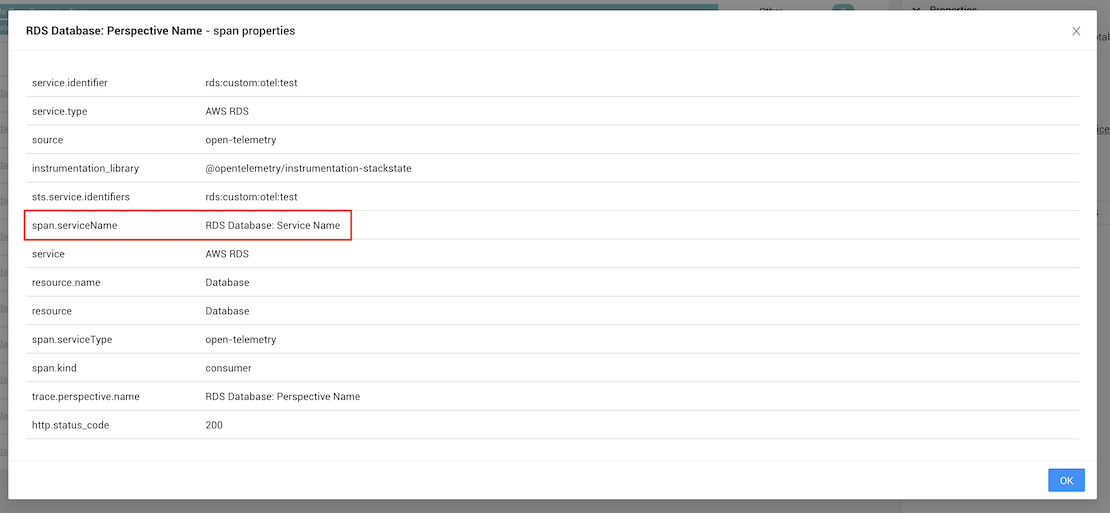 Other
Properties
RDS Database: Perspective Name - span properties
service.identifier rds:custom:otel:test
service.type AWS RDS
source open-telemetry
instrumentation_library @opentelemetry/instrumentation-stackstate
sts.service.identifiers rds:custom:otel:test
span.serviceName RDS Database: Service Name
service AWS RDS
resource.name Database
resource Database
span.serviceType open-telemetry
span.kind consumer
trace.perspective.name RDS Database: Perspective Name
http.status_code 200
OK